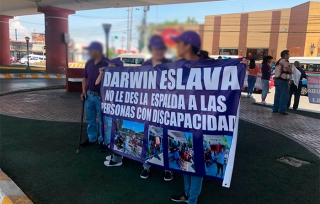 DARWIN ESLAVA
NO LE DES LA ESPALDA A LAS
PERSONAS CON DISCAPACIDAD